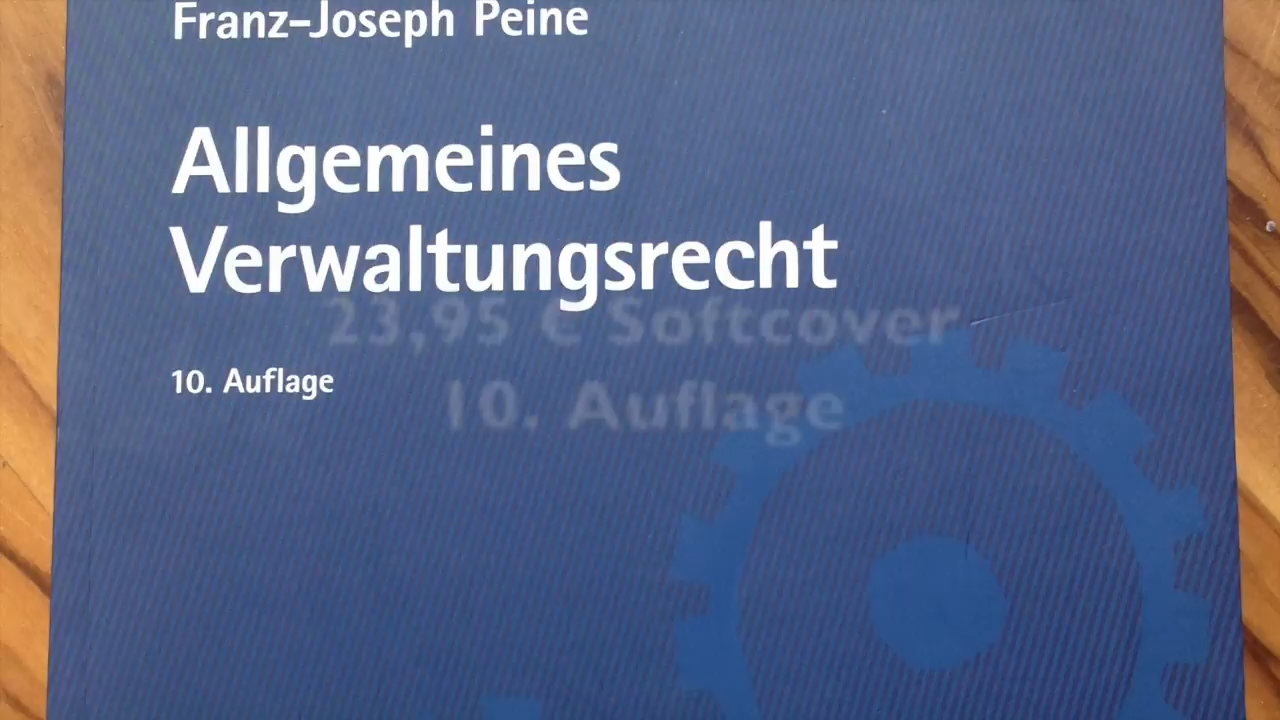 Franz-Joseph Peine
Allgemeines
Verwaltungsrecht
23,95 € Softcover
10. Auflage
10. Auflage